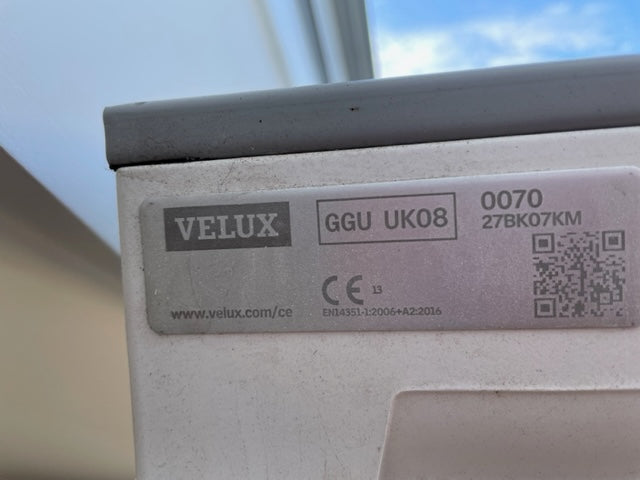 VELUX
GGU UK08
0070
27BK07KM
CE 13
www.velux.com/ce
EN14351-1:2006+A2:2016